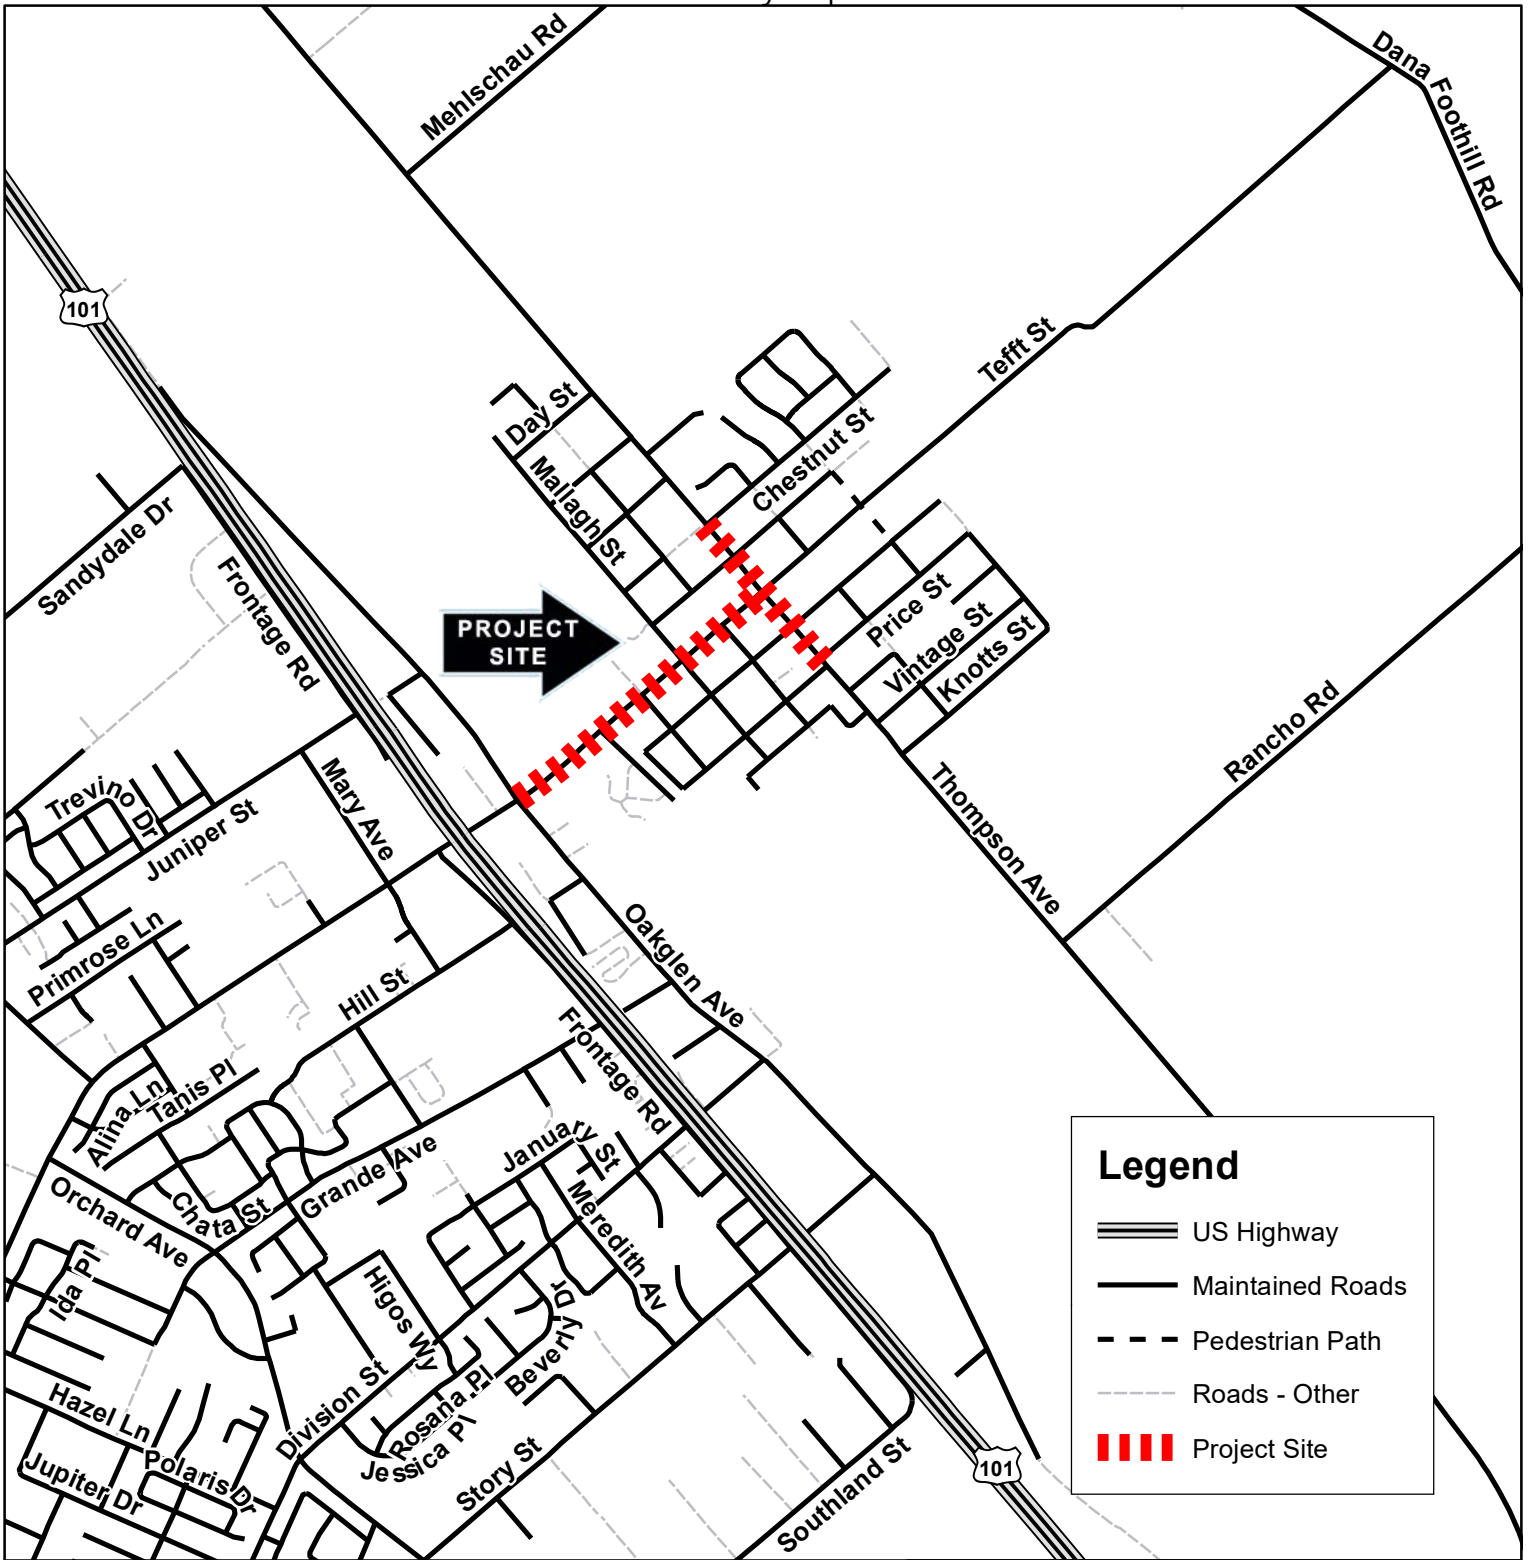 Mehlschau Rd
Dana Foothill Rd
101
Tefft St
Day St
Chestnut St
Mallagh St
Sandydale Dr
Frontage Rd
PROJECT
SITE
Price St
Vintage St
Knotts St
Rancho Rd
Trevino Dr
Mary Ave
Juniper St
Thompson Ave
Primrose Ln
Oakglen Ave
Hill St
Frontage Rd
Alina Ln
Tanis Pl
January St
Grande Ave
Orchard Ave
Chata St
Meredith Av
Ida Pl
Higos Wy
Beverly Dr
Division St
Rosana Pl
Jessica Pl
Hazel Ln
Polaris Dr
Jupiter Dr
Story St
Southland St
101
Legend
US Highway
Maintained Roads
Pedestrian Path
Roads - Other
Project Site